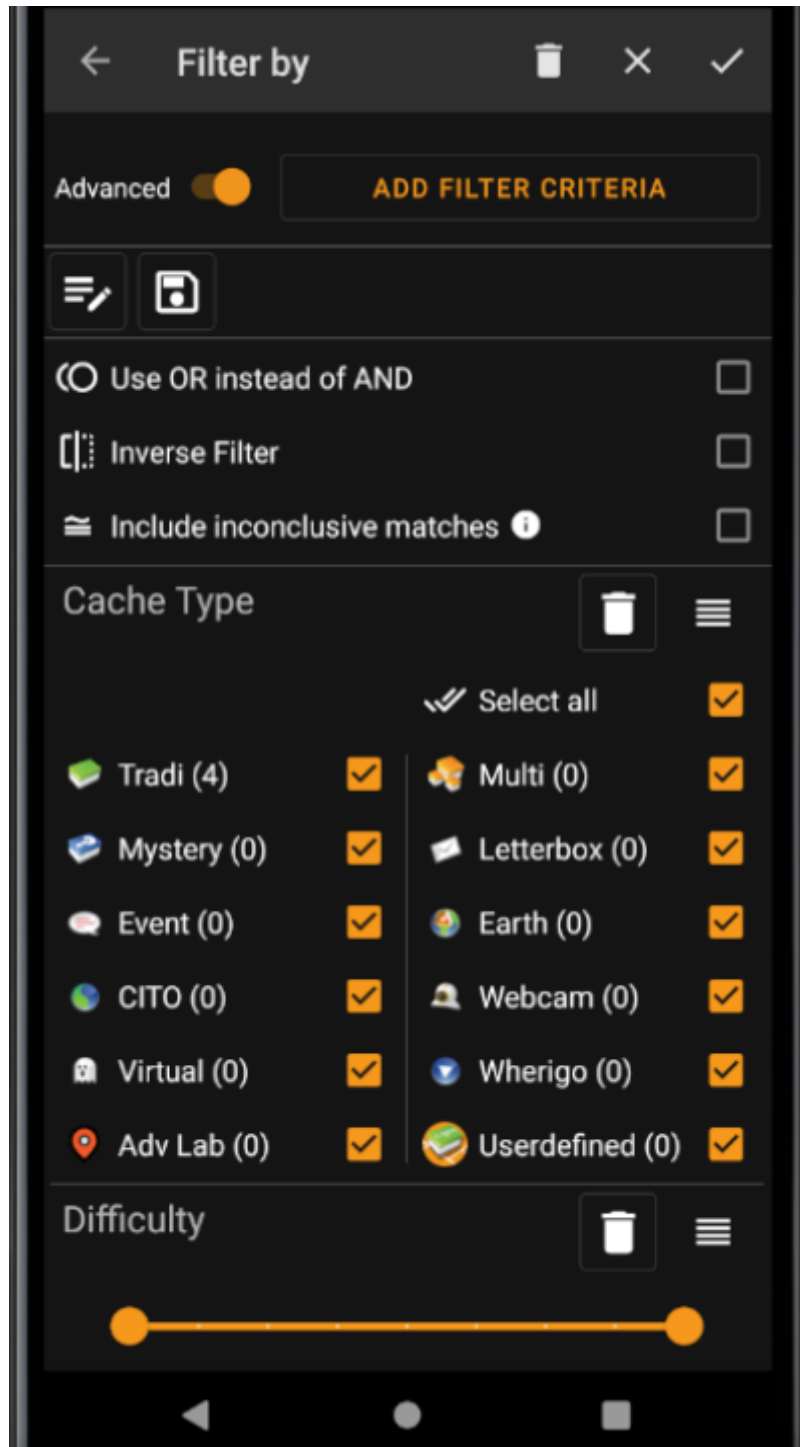 Filter by
Advanced
ADD FILTER CRITERIA
Use OR instead of AND
Inverse Filter
Include inconclusive matches
Cache Type
Select all
Tradi (4)
Multi (0)
Mystery (0)
Letterbox (0)
Event (0)
Earth (0)
CITO (0)
Webcam (0)
Virtual (0)
Wherigo (0)
Adv Lab (0)
Userdefined (0)
Difficulty